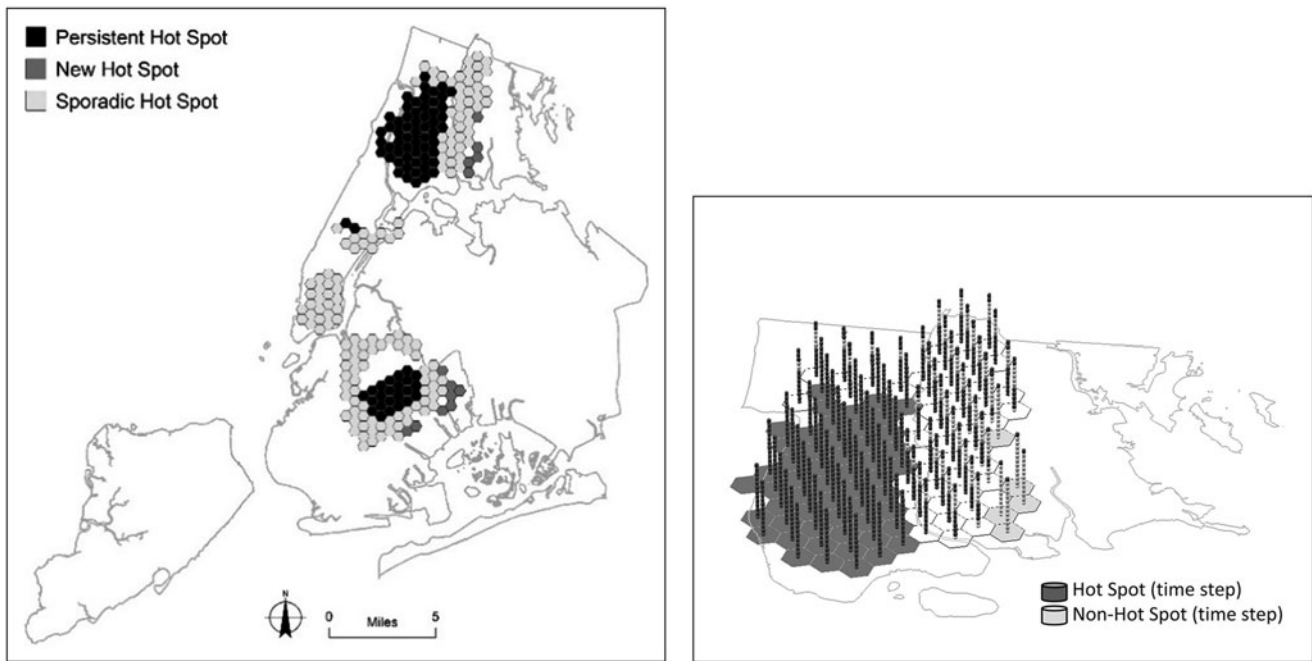 Persistent Hot Spot
New Hot Spot
Sporadic Hot Spot
N
0 5
Miles
Hot Spot (time step)
Non-Hot Spot (time step)